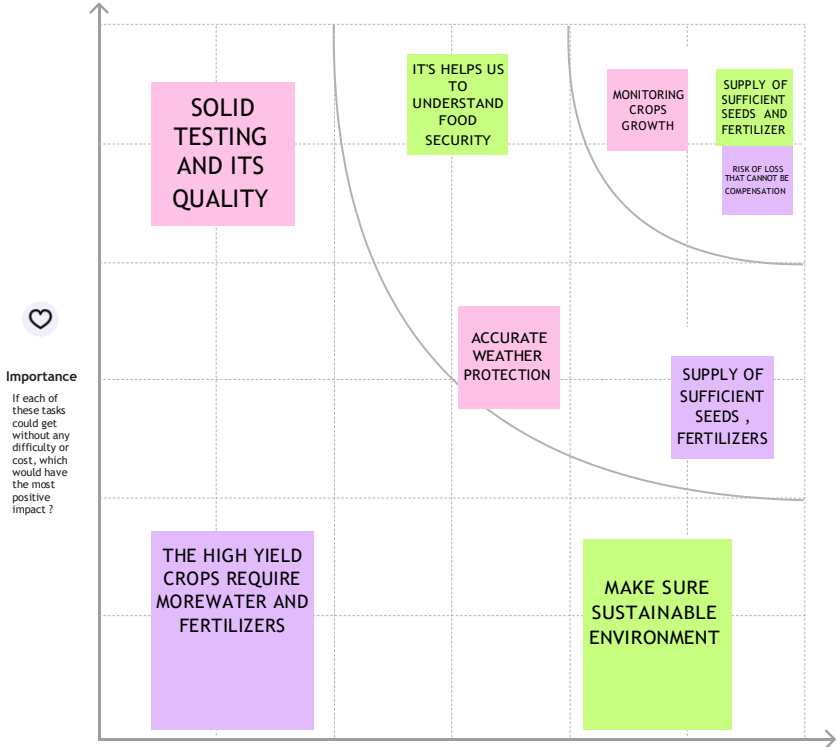 SOLID
TESTING
AND ITS
QUALITY
IT'S HELPS US
TO
UNDERSTAND
FOOD
SECURITY
MONITORING
CROPS
GROWTH
SUPPLY OF
SUFFICIENT
SEEDS AND
FERTILIZER
RISK OF LOSS
THAT CANNOT BE
COMPENSATION
Importance
If each of
these tasks
could get
without any
difficulty or
cost, which
would have
the most
positive
impact ?
ACCURATE
WEATHER
PROTECTION
SUPPLY OF
SUFFICIENT
SEEDS ,
FERTILIZERS
THE HIGH YIELD
CROPS REQUIRE
MOREWATER AND
FERTILIZERS
MAKE SURE
SUSTAINABLE
ENVIRONMENT